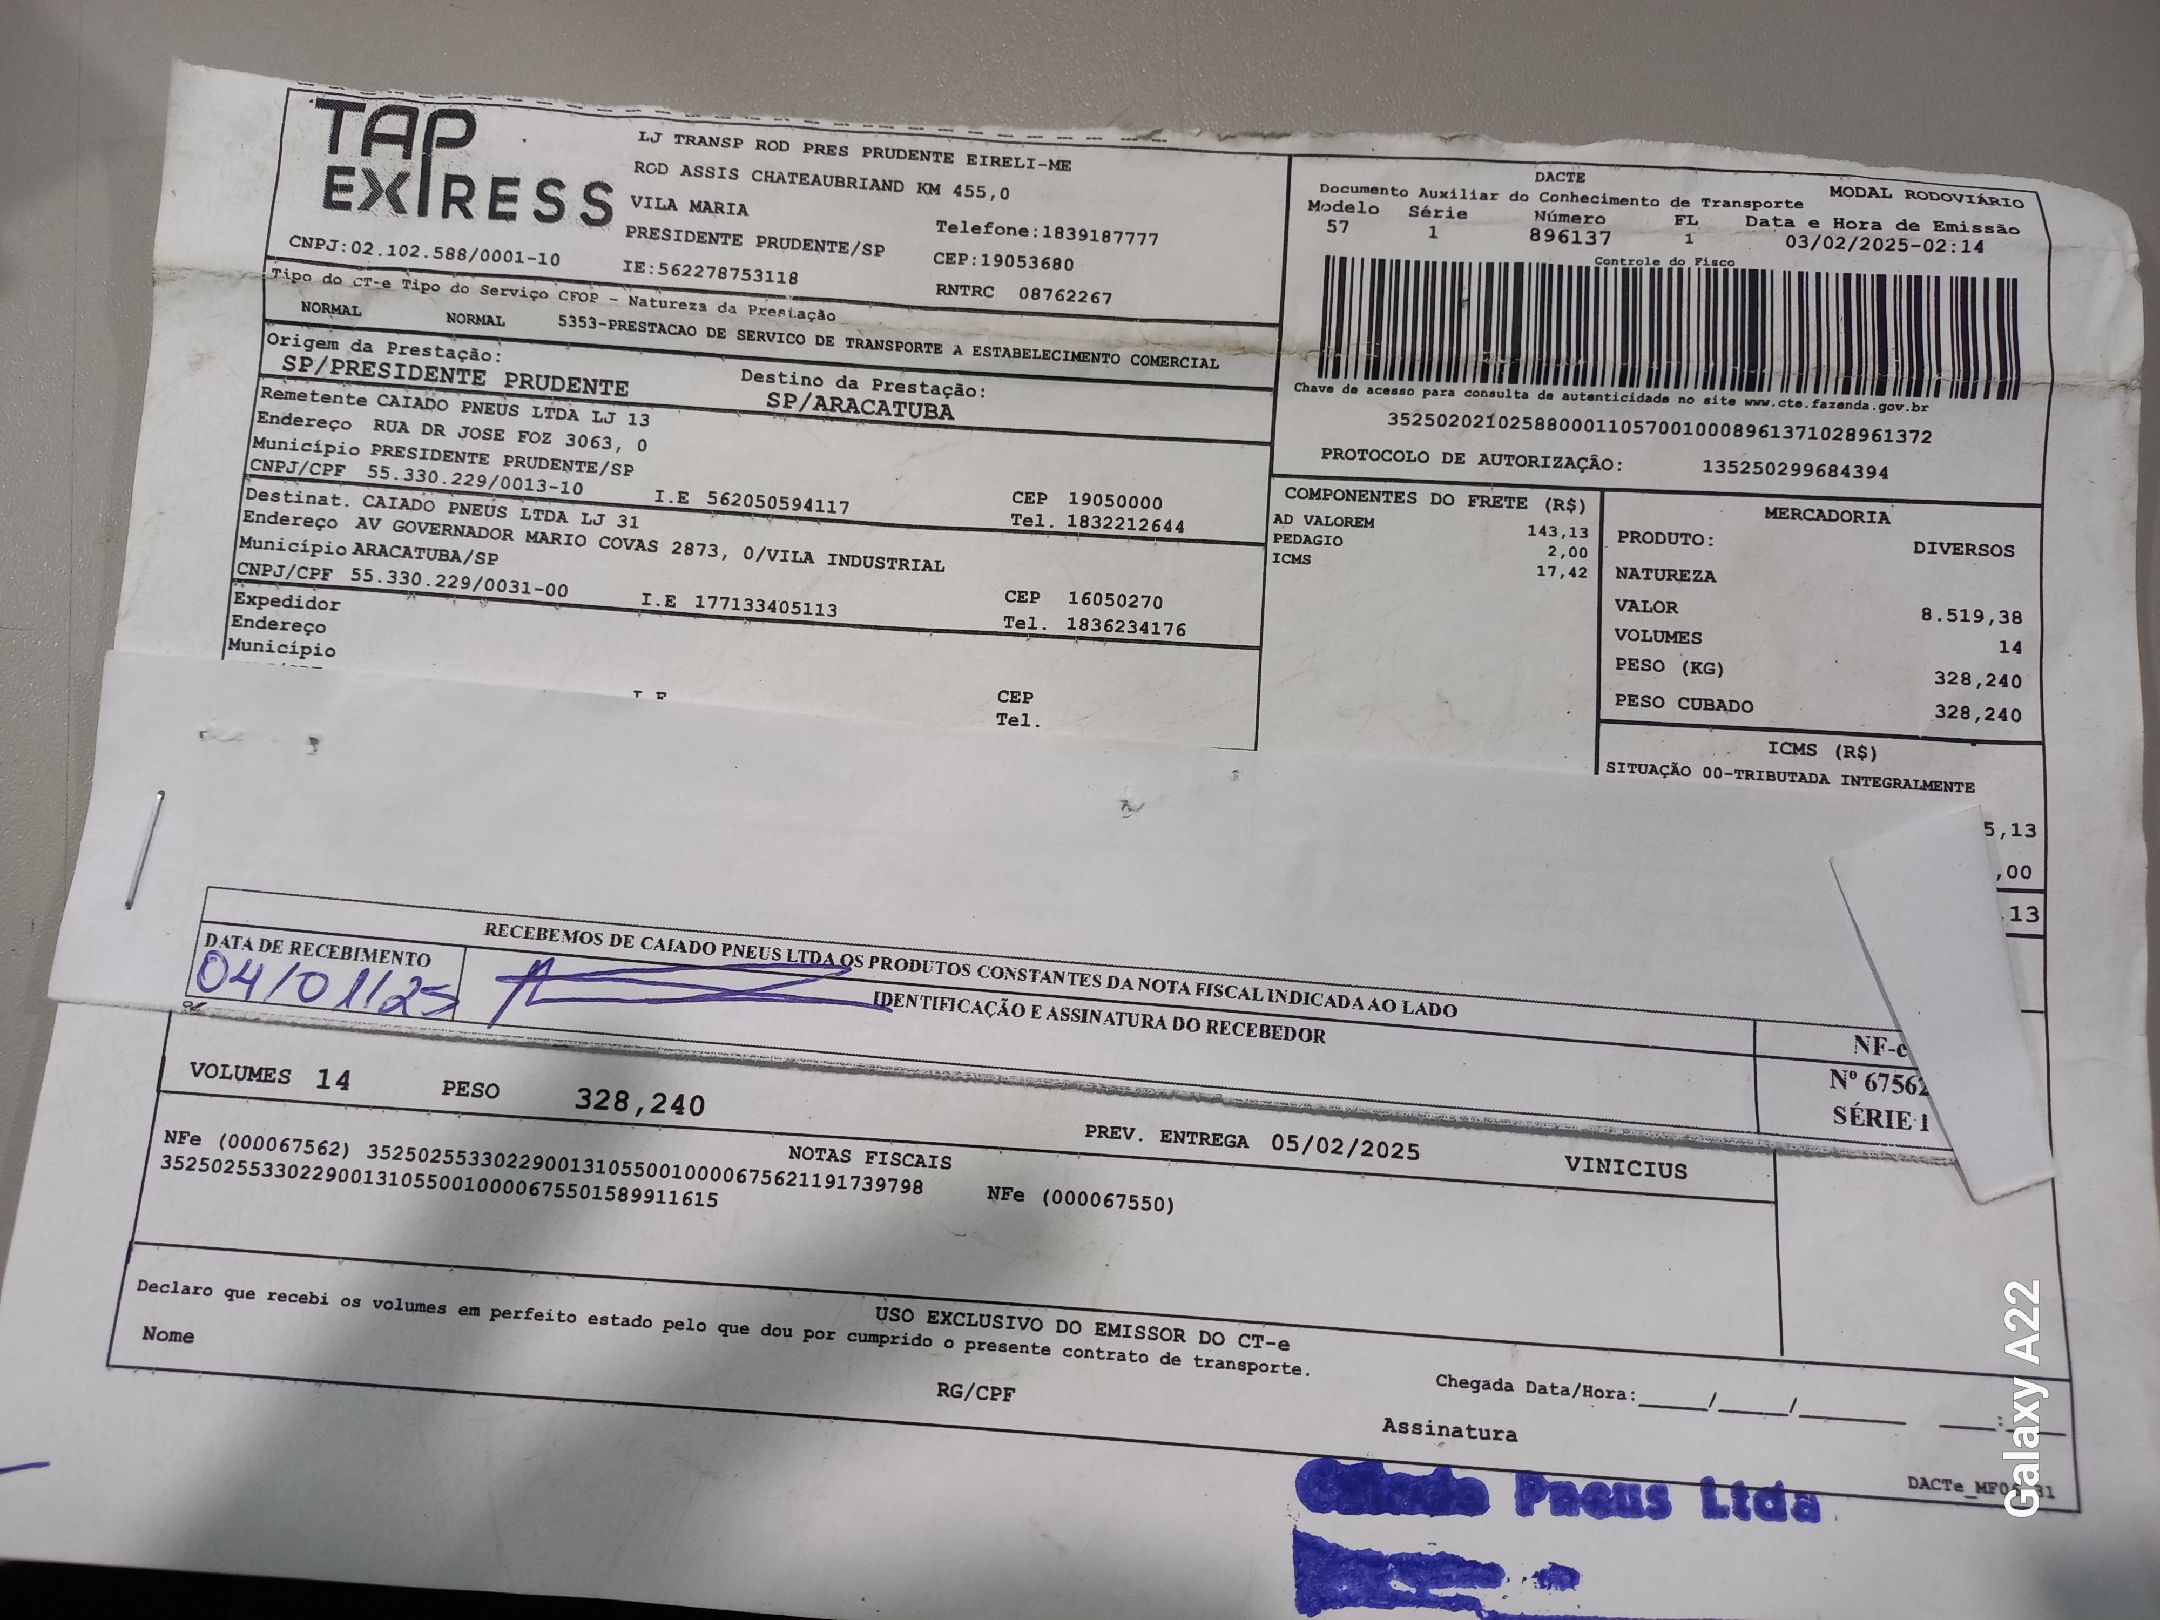 TAP
EXPRESS
CNPJ:02.102.588/0001-10
LJ TRANSP ROD PRES PRUDENTE EIRELI-ME
ROD ASSIS CHATEAUBRIAND KM 455,0
VILA MARIA
PRESIDENTE PRUDENTE/SP
IE:562278753118
Telefone:1839187777
CEP:19053680
RNTRC 08762267
DACTE
MODAL RODOVIÁRIO
Documento Auxiliar do Conhecimento de Transporte
Modelo Série Número FL Data e Hora de Emissão
57 1 896137 1 03/02/2025-02:14
Controle do Fisco
Chave de acesso para consulta de autenticidade no site www.cte.fazenda.gov.br
35250202102588000110570010008961371028961372
PROTOCOLO DE AUTORIZAÇÃO: 135250299684394
Tipo do CT-e Tipo do Serviço CFOP - Natureza da Prestação
NORMAL NORMAL 5353-PRESTACAO DE SERVICO DE TRANSPORTE A ESTABELECIMENTO COMERCIAL
Origem da Prestação: Destino da Prestação:
SP/PRESIDENTE PRUDENTE SP/ARACATUBA
Remetente CAIADO PNEUS LTDA LJ 13
Endereço RUA DR JOSE FOZ 3063, 0
Município PRESIDENTE PRUDENTE/SP CEP 19050000
CNPJ/CPF 55.330.229/0013-10 I.E 562050594117 Tel. 1832212644
Destinat. CAIADO PNEUS LTDA LJ 31
Endereço AV GOVERNADOR MARIO COVAS 2873, 0/VILA INDUSTRIAL
Município ARACATUBA/SP CEP 16050270
CNPJ/CPF 55.330.229/0031-00 I.E 177133405113 Tel. 1836234176
Expedidor
Endereço
Município CEP
Tel.
COMPONENTES DO FRETE (R$)
AD VALOREM 143,13
PEDAGIO 2,00
ICMS 17,42
MERCADORIA
PRODUTO: DIVERSOS
NATUREZA
VALOR 8.519,38
VOLUMES 14
PESO (KG) 328,240
PESO CUBADO 328,240
ICMS (R$)
SITUAÇÃO 00-TRIBUTADA INTEGRALMENTE
5,13
,00
.13
RECEBEMOS DE CAIADO PNEUS LTDA OS PRODUTOS CONSTANTES DA NOTA FISCAL INDICADA AO LADO
DATA DE RECEBIMENTO
04/01/25
IDENTIFICAÇÃO E ASSINATURA DO RECEBEDOR
NF-e
Nº 67562
SÉRIE 1
VOLUMES 14 PESO 328,240 PREV. ENTREGA 05/02/2025 VINICIUS
NOTAS FISCAIS
NFe (000067562) 35250255330229001310550010000675621191739798 NFe (000067550)
35250255330229001310550010000675501589911615
USO EXCLUSIVO DO EMISSOR DO CT-e
Declaro que recebi os volumes em perfeito estado pelo que dou por cumprido o presente contrato de transporte.
Nome RG/CPF Assinatura
Chegada Data/Hora:____/____/______ ____:____
Caiado Pneus Ltda
Galaxy A22